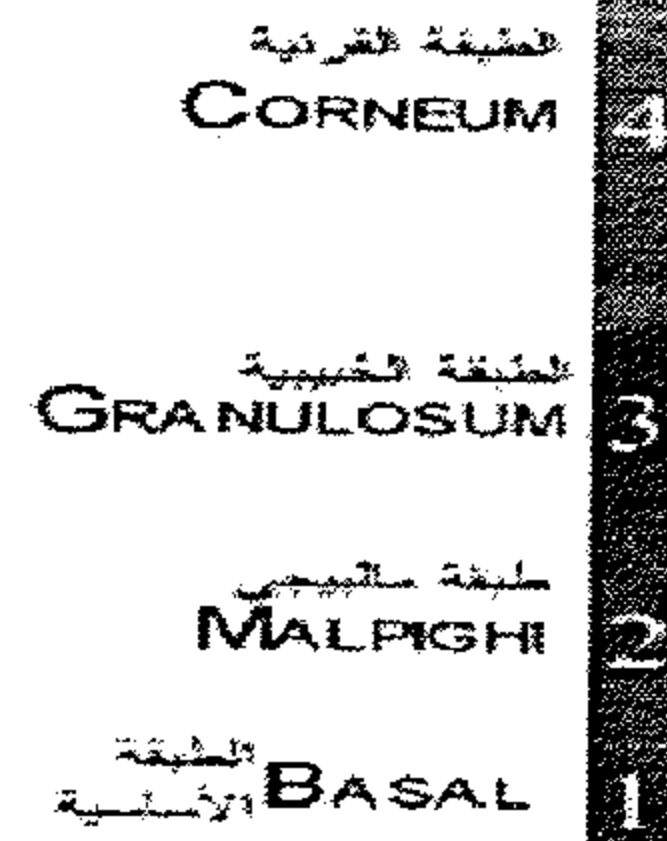 الطبقة القرنية
CORNEUM
4
الطبقة الحبيبية
GRANULOSUM
3
طبقة مالبيجي
MALPIGHI
2
الطبقة
الأساسية BASAL
1